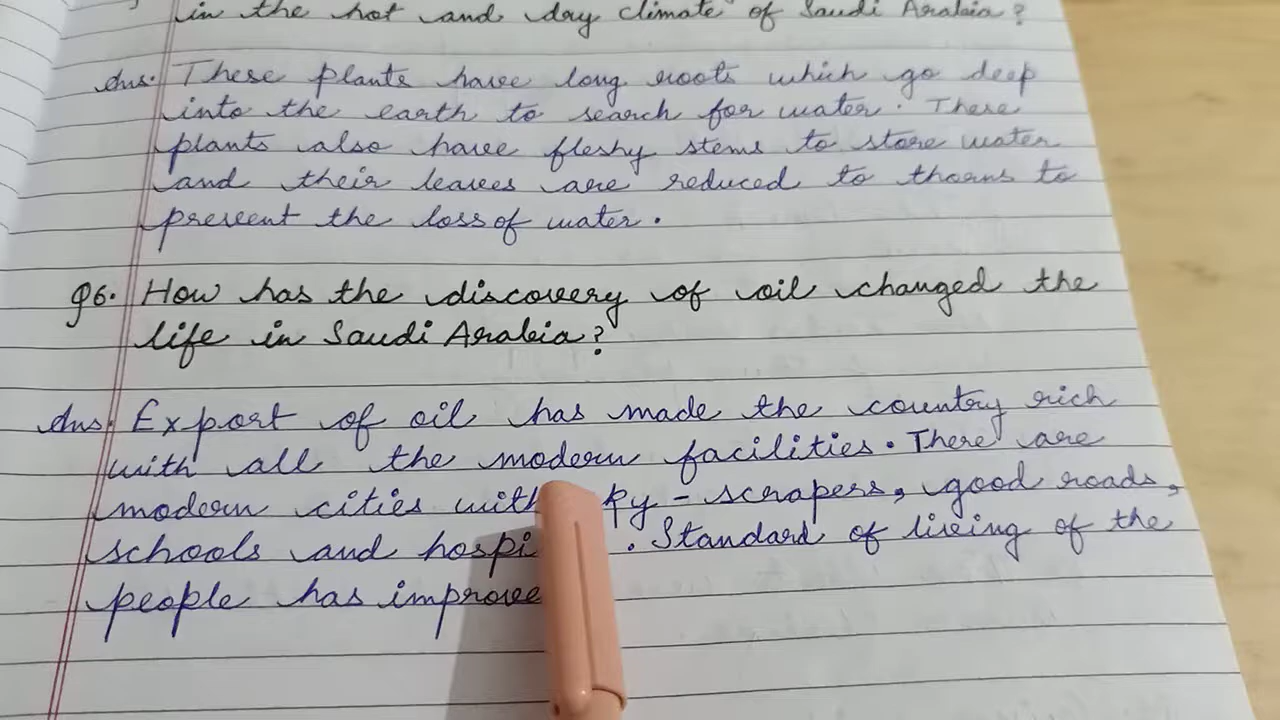 in the hot and dry climate of Saudi Arabia?
Ans. These plants have long roots which go deep
into the earth to search for water. These
plants also have fleshy stems to store water
and their leaves are reduced to thorns to
prevent the loss of water.
Q6. How has the discovery of oil changed the
life in Saudi Arabia?
Ans. Export of oil has made the country rich
with all the modern facilities. There are
modern cities with ky-scrapers, good roads,
schools and hospi . Standard of living of the
people has improve